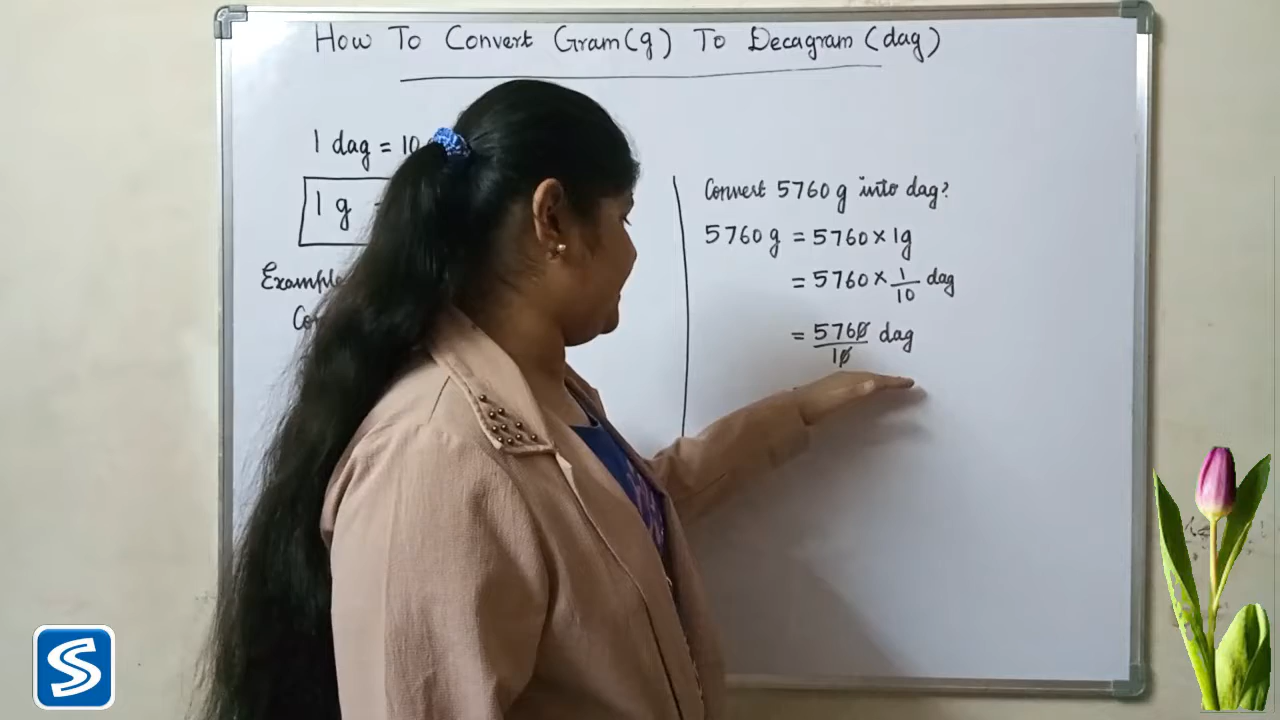 How To Convert Gram(g) To Decagram (dag)
1 dag = 10
1 g
Example
Convert 5760 g into dag?
5760 g = 5760 × 1g
= 5760 × 1/10 dag
= 5760/10 dag
S